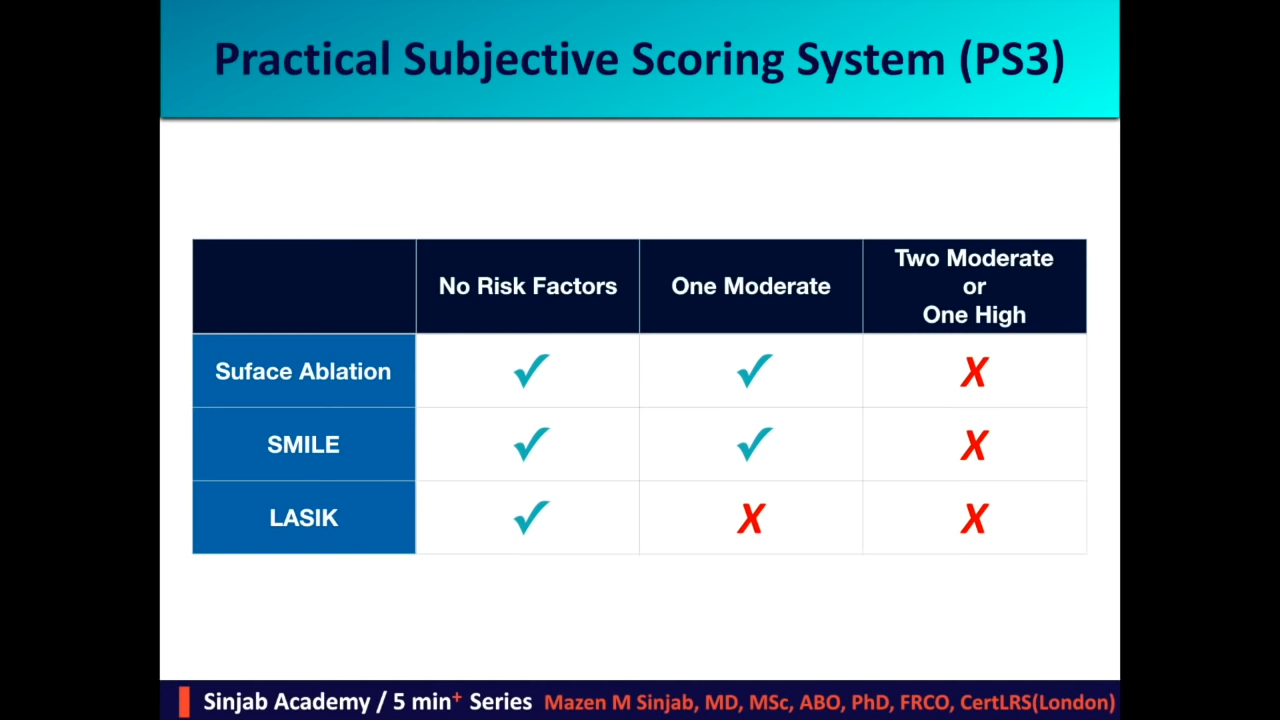 Practical Subjective Scoring System (PS3)
No Risk Factors
One Moderate
Two Moderate
or
One High
Suface Ablation
✓ ✓ X
SMILE
✓ ✓ X
LASIK
✓ X X
Sinjab Academy / 5 min+ Series Mazen M Sinjab, MD, MSc, ABO, PhD, FRCO, CertLRS(London)